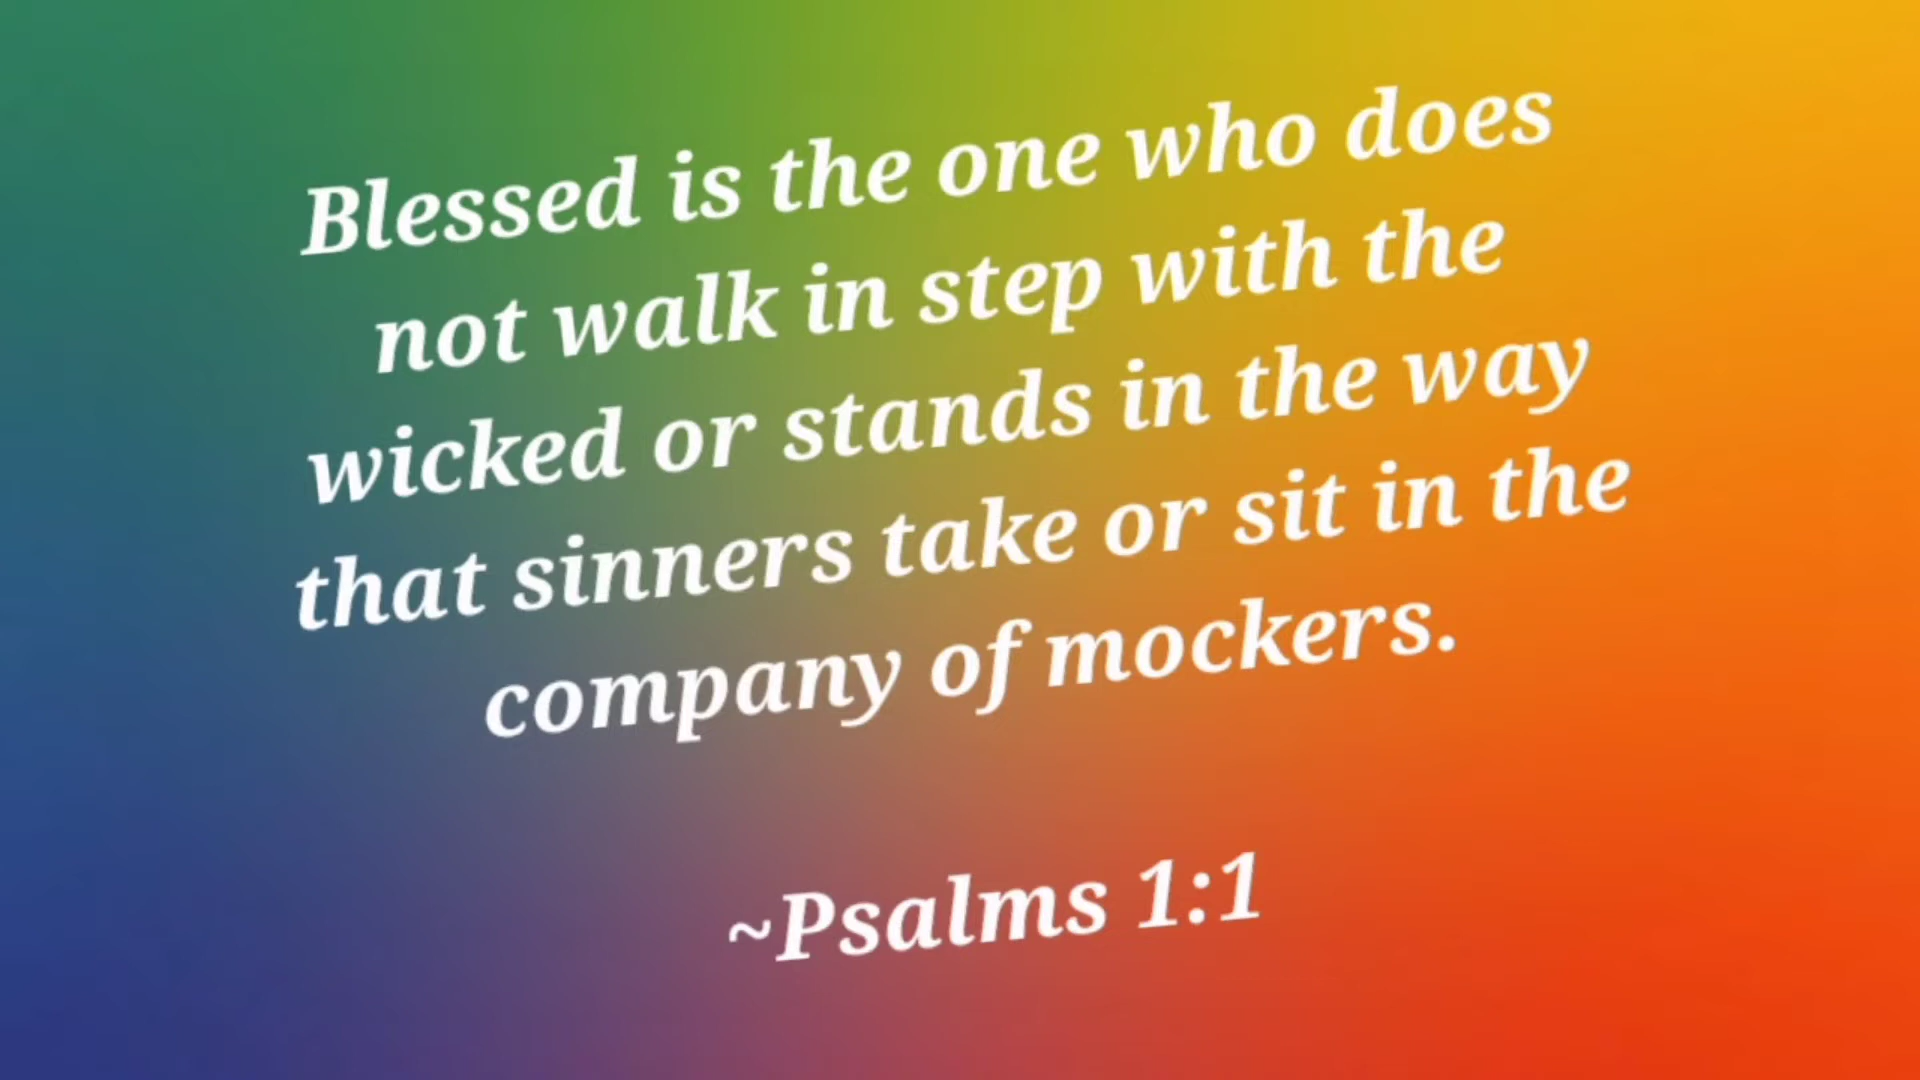 Blessed is the one who does
not walk in step with the
wicked or stands in the way
that sinners take or sit in the
company of mockers.
~Psalms 1:1